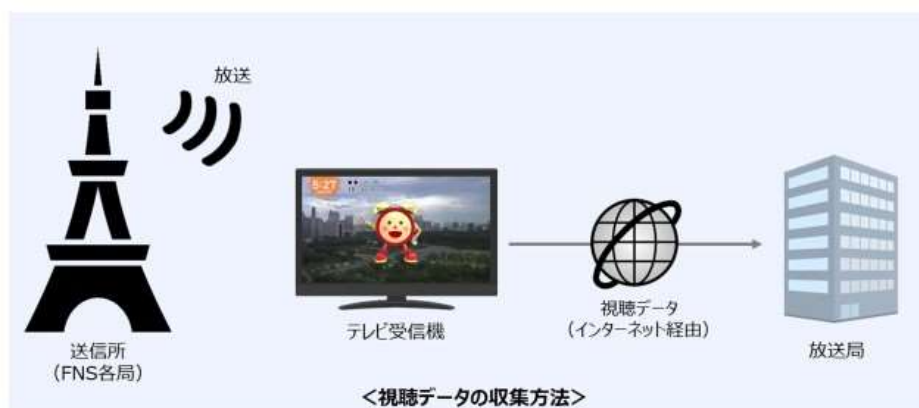 放送
5:27
テレビ受信機
視聴データ
（インターネット経由）
放送局
送信所
（FNS各局）
＜視聴データの収集方法＞